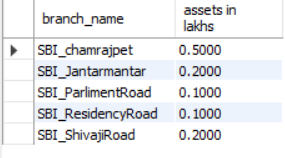 branch_name assets in lakhs
SBI_chamrajpet 0.5000
SBI_Jantarmantar 0.2000
SBI_ParlimentRoad 0.1000
SBI_ResidencyRoad 0.1000
SBI_ShivajiRoad 0.2000